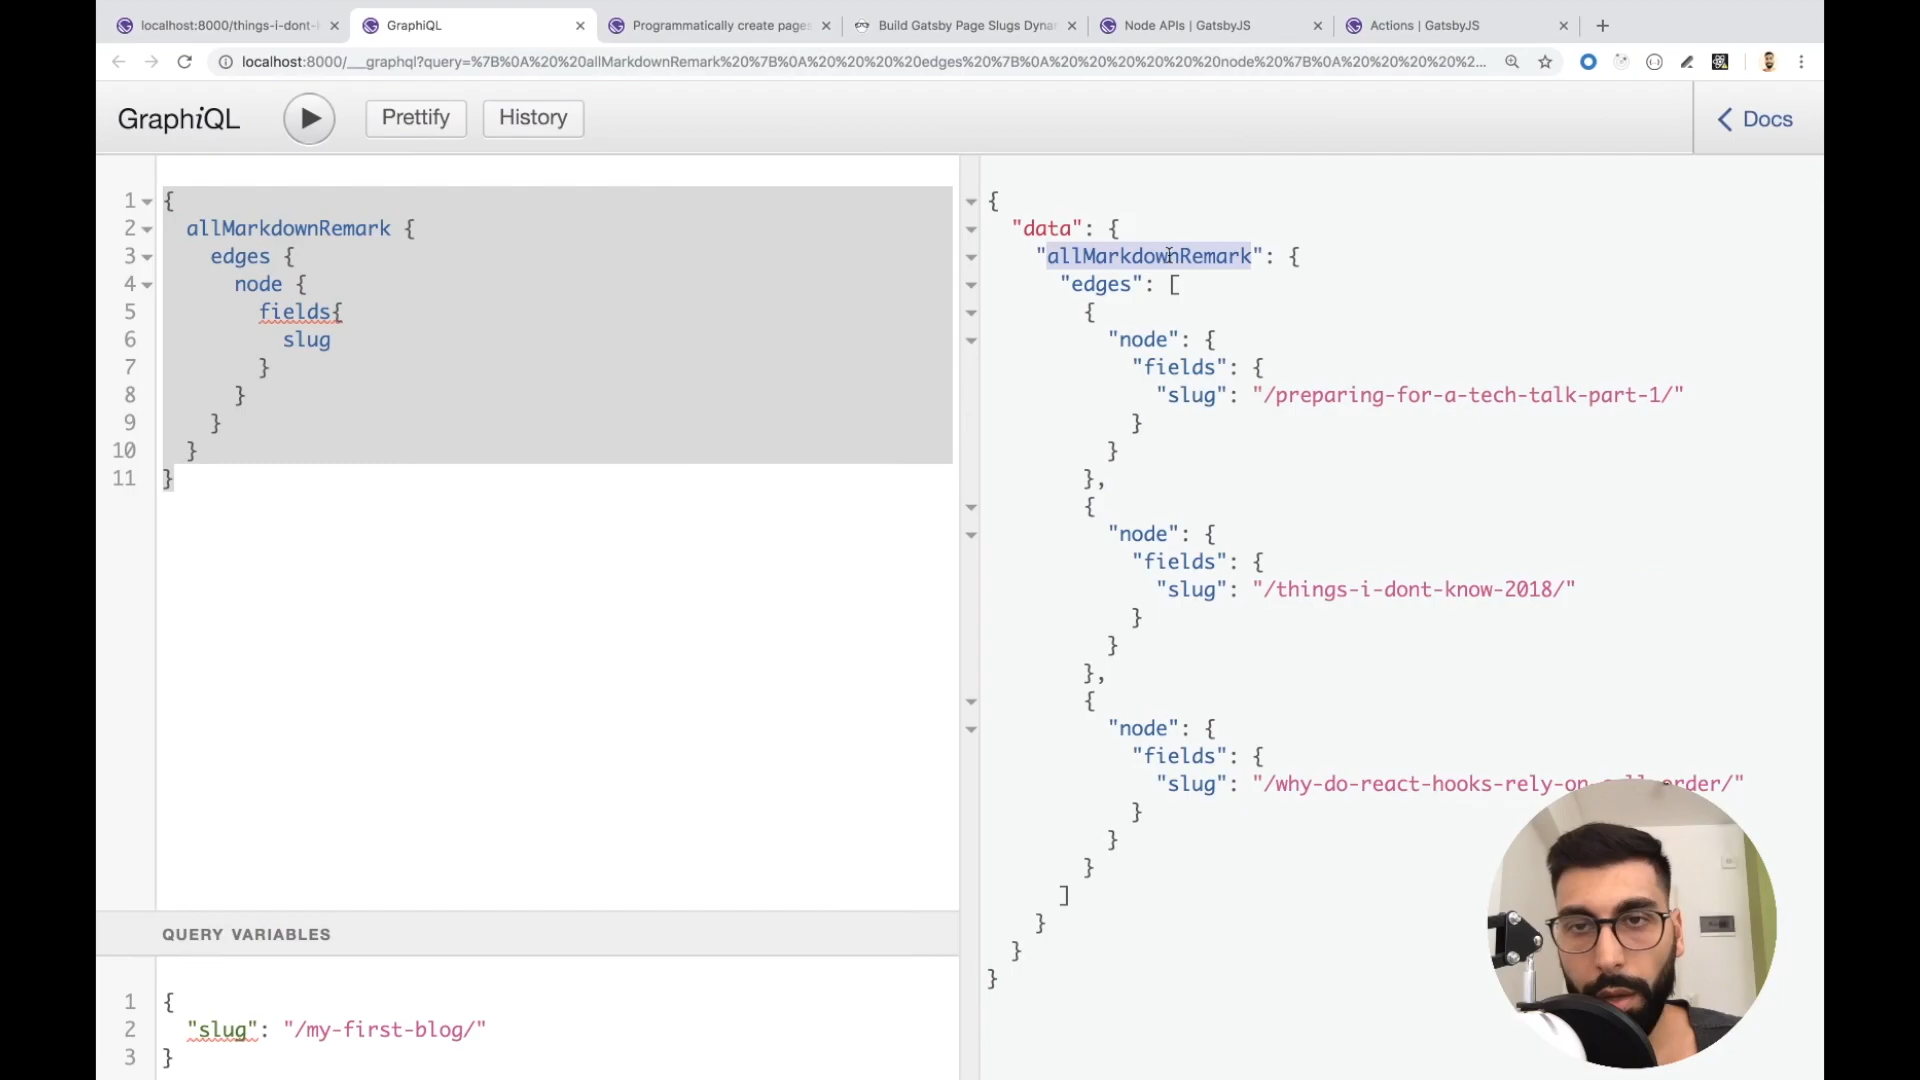 localhost:8000/things-i-dont-
GraphiQL
Programmatically create pages
Build Gatsby Page Slugs Dyna
Node APIs | GatsbyJS
Actions | GatsbyJS
localhost:8000/___graphql?query=%7B%0A%20%20allMarkdownRemark%20%7B%0A%20%20%20%20edges%20%7B%0A%20%20%20%20%20%20node%20%7B%0A%20%20%20%20%20%20%2...
GraphiQL
Prettify
History
Docs
1 {
2 allMarkdownRemark {
3 edges {
4 node {
5 fields{
6 slug
7 }
8 }
9 }
10 }
11 }
QUERY VARIABLES
1 {
2 "slug": "/my-first-blog/"
3 }
{
"data": {
"allMarkdownRemark": {
"edges": [
{
"node": {
"fields": {
"slug": "/preparing-for-a-tech-talk-part-1/"
}
}
},
{
"node": {
"fields": {
"slug": "/things-i-dont-know-2018/"
}
}
},
{
"node": {
"fields": {
"slug": "/why-do-react-hooks-rely-on-call-order/"
}
}
}
]
}
}
}